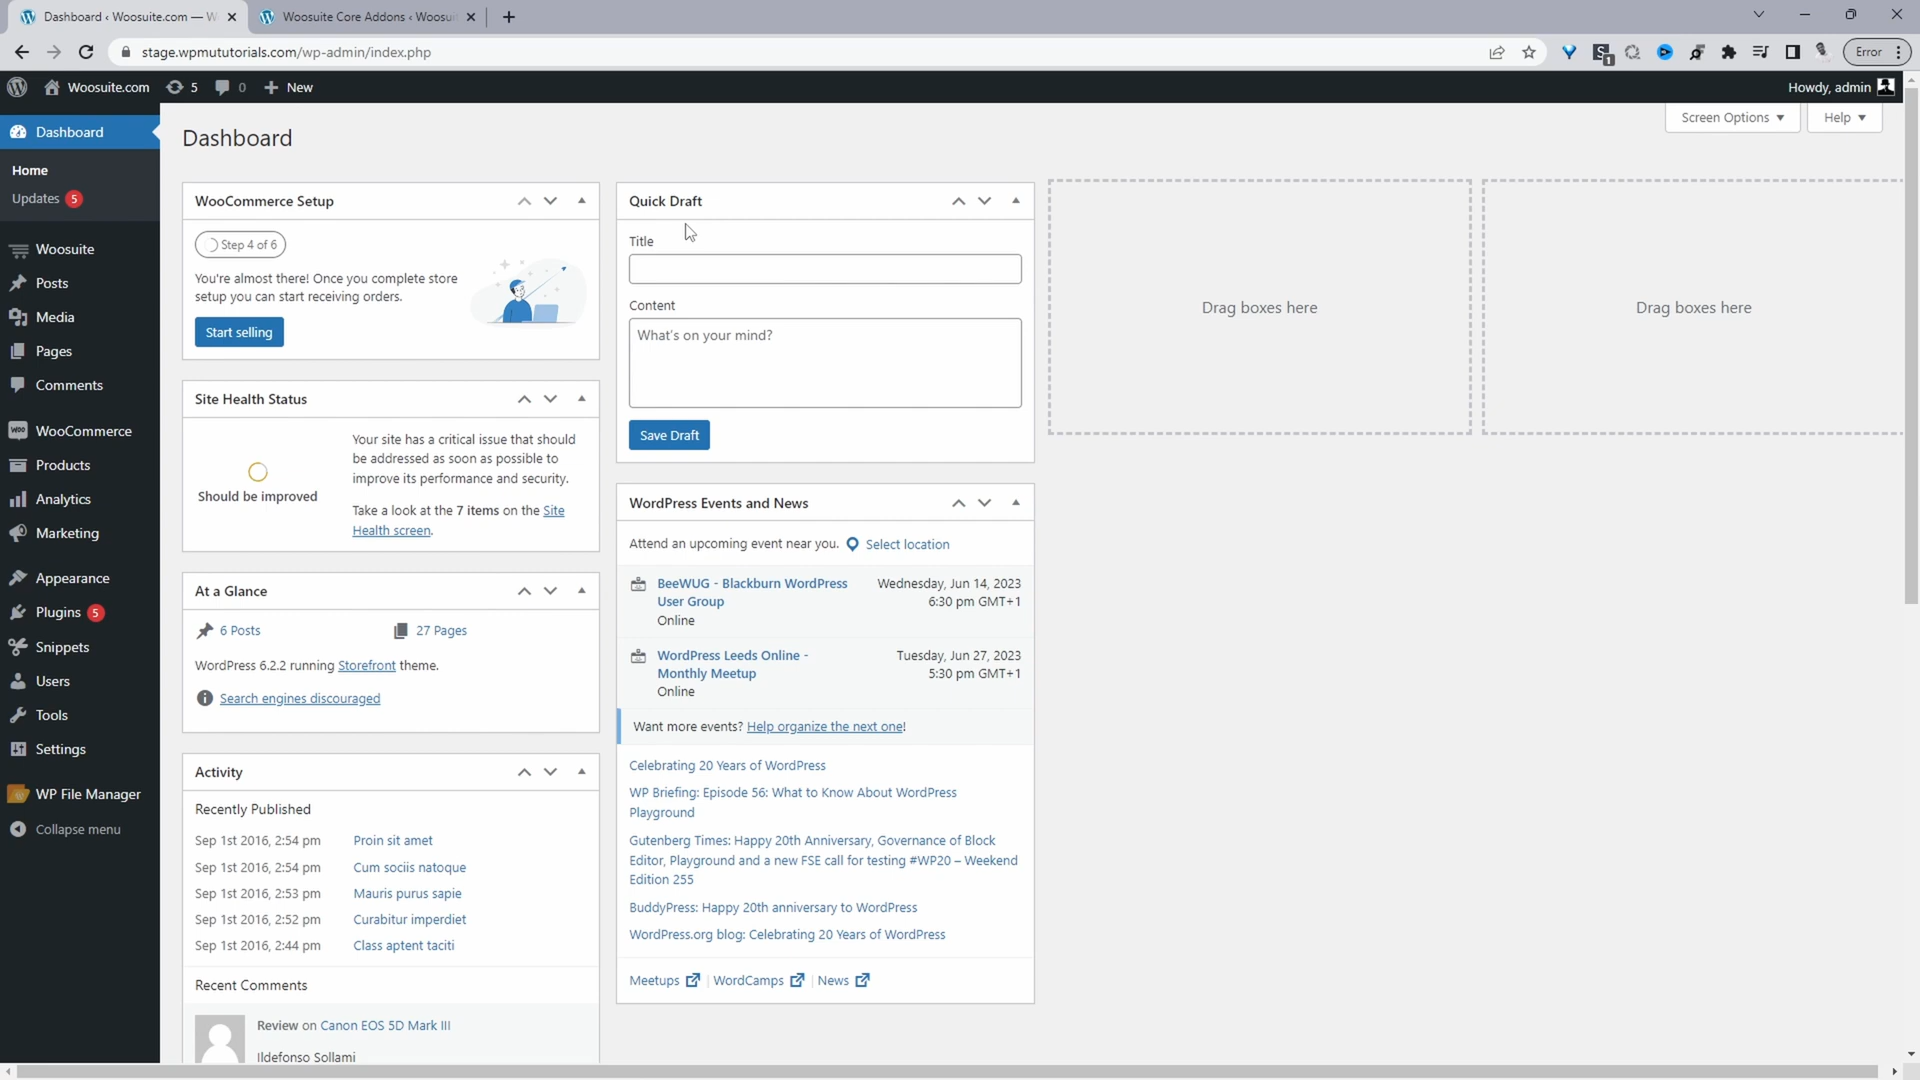 Dashboard ‹ Woosuite.com — W
Woosuite Core Addons ‹ Woosui
stage.wpmututorials.com/wp-admin/index.php
1
Error
Woosuite.com
5
0
New
Howdy, admin
Dashboard
Home
Updates 5
Woosuite
Posts
Media
Pages
Comments
WooCommerce
Products
Analytics
Marketing
Appearance
Plugins 5
Snippets
Users
Tools
Settings
WP File Manager
Collapse menu
Screen Options
Help
Dashboard
WooCommerce Setup
Step 4 of 6
You're almost there! Once you complete store
setup you can start receiving orders.
Start selling
Site Health Status
Should be improved
Your site has a critical issue that should
be addressed as soon as possible to
improve its performance and security.
Take a look at the 7 items on the Site
Health screen.
At a Glance
6 Posts
27 Pages
WordPress 6.2.2 running Storefront theme.
Search engines discouraged
Activity
Recently Published
Sep 1st 2016, 2:54 pm Proin sit amet
Sep 1st 2016, 2:54 pm Cum sociis natoque
Sep 1st 2016, 2:53 pm Mauris purus sapie
Sep 1st 2016, 2:52 pm Curabitur imperdiet
Sep 1st 2016, 2:44 pm Class aptent taciti
Recent Comments
Review on Canon EOS 5D Mark III
Ildefonso Sollami
Quick Draft
Title
Content
What's on your mind?
Save Draft
WordPress Events and News
Attend an upcoming event near you. Select location
BeeWUG - Blackburn WordPress
User Group
Online
Wednesday, Jun 14, 2023
6:30 pm GMT+1
WordPress Leeds Online -
Monthly Meetup
Online
Tuesday, Jun 27, 2023
5:30 pm GMT+1
Want more events? Help organize the next one!
Celebrating 20 Years of WordPress
WP Briefing: Episode 56: What to Know About WordPress
Playground
Gutenberg Times: Happy 20th Anniversary, Governance of Block
Editor, Playground and a new FSE call for testing #WP20 – Weekend
Edition 255
BuddyPress: Happy 20th anniversary to WordPress
WordPress.org blog: Celebrating 20 Years of WordPress
Meetups | WordCamps | News
Drag boxes here
Drag boxes here